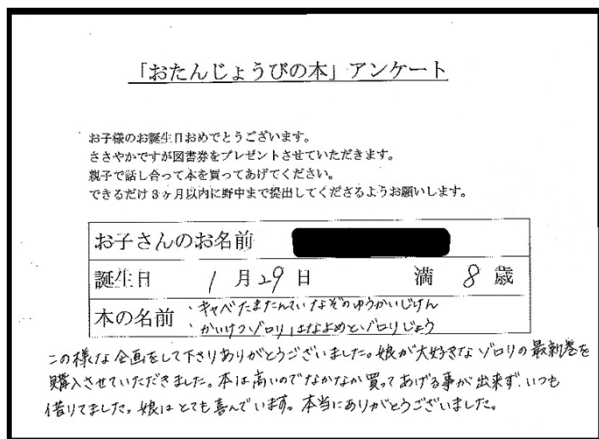 「おたんじょうびの本」アンケート
お子様のお誕生日おめでとうございます。
ささやかですが図書券をプレゼントさせていただきます。
親子で話し合って本を買ってあげてください。
できるだけ3ヶ月以内に野中まで提出してくださるようお願いします。
お子さんのお名前
誕生日 1月29日 満 8 歳
本の名前 ・キャベたまたんてい なぞのゆうかいじけん
・かいけつゾロリ はなよめとゾロリじょう
この様な企画をして下さりありがとうございました。娘が大好きなゾロリの最新巻を
購入させていただきました。本は高いのでなかなか買ってあげる事が出来ず、いつも
借りてました。娘はとても喜んでいます。本当にありがとうございました。